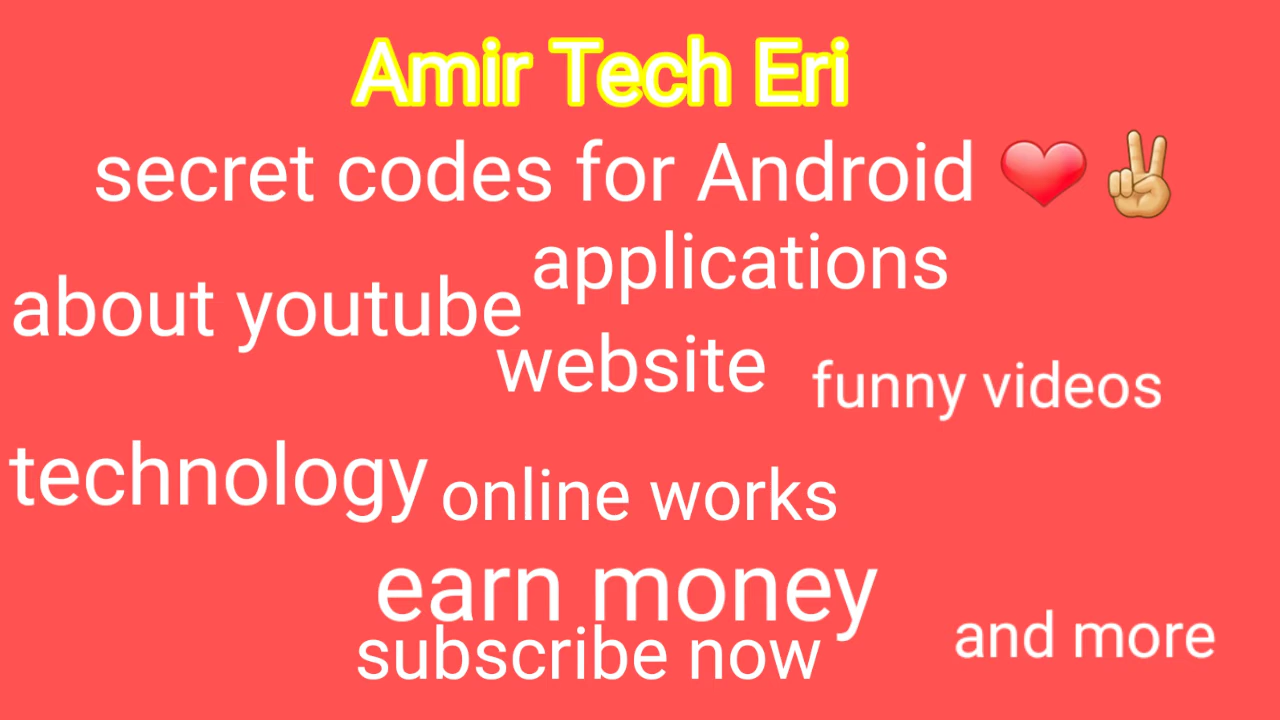 Amir Tech Eri
secret codes for Android ❤️✌️
applications
about youtube
website
funny videos
technology
online works
earn money
and more
subscribe now